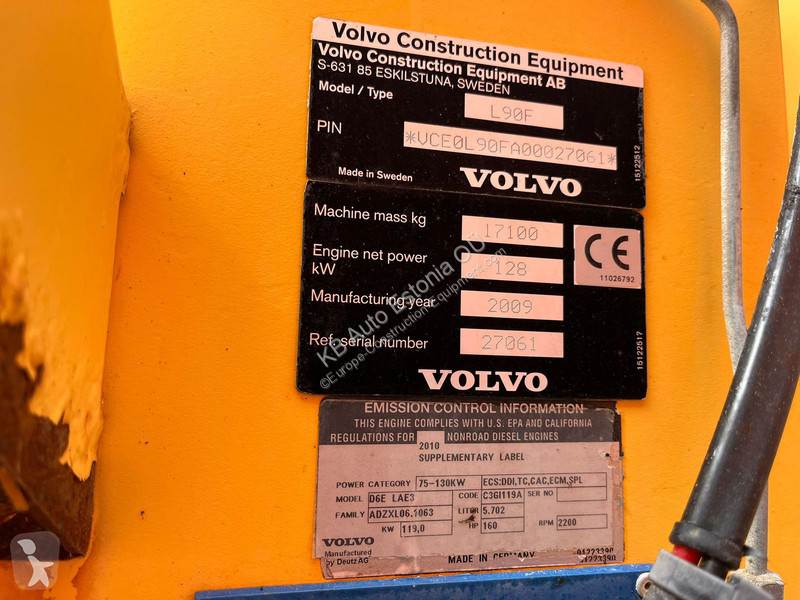 Volvo Construction Equipment
Volvo Construction Equipment AB
S-631 85 ESKILSTUNA, SWEDEN
Model / Type L90F
PIN *VCE0L90FA00027061*
Made in Sweden VOLVO
15122512
Machine mass kg 17100
Engine net power kW 128
CE
11026792
Manufacturing year 2009
Ref. serial number 27061
VOLVO
15122517
KB Auto Estonia OÜ
©Europe-Construction-Equipment.com
EMISSION CONTROL INFORMATION
THIS ENGINE COMPLIES WITH U.S. EPA AND CALIFORNIA
REGULATIONS FOR 2010 NONROAD DIESEL ENGINES
SUPPLEMENTARY LABEL
POWER CATEGORY 75-130KW ECS:DDI,TC,CAC,ECM,SPL
MODEL D6E LAE3 CODE C3GI119A SER NO
FAMILY ADZXL06.1063 LITER 5.702
KW 119,0 HP 160 RPM 2200
VOLVO
Manufactured
by Deutz AG
MADE IN GERMANY
01223390
01223390